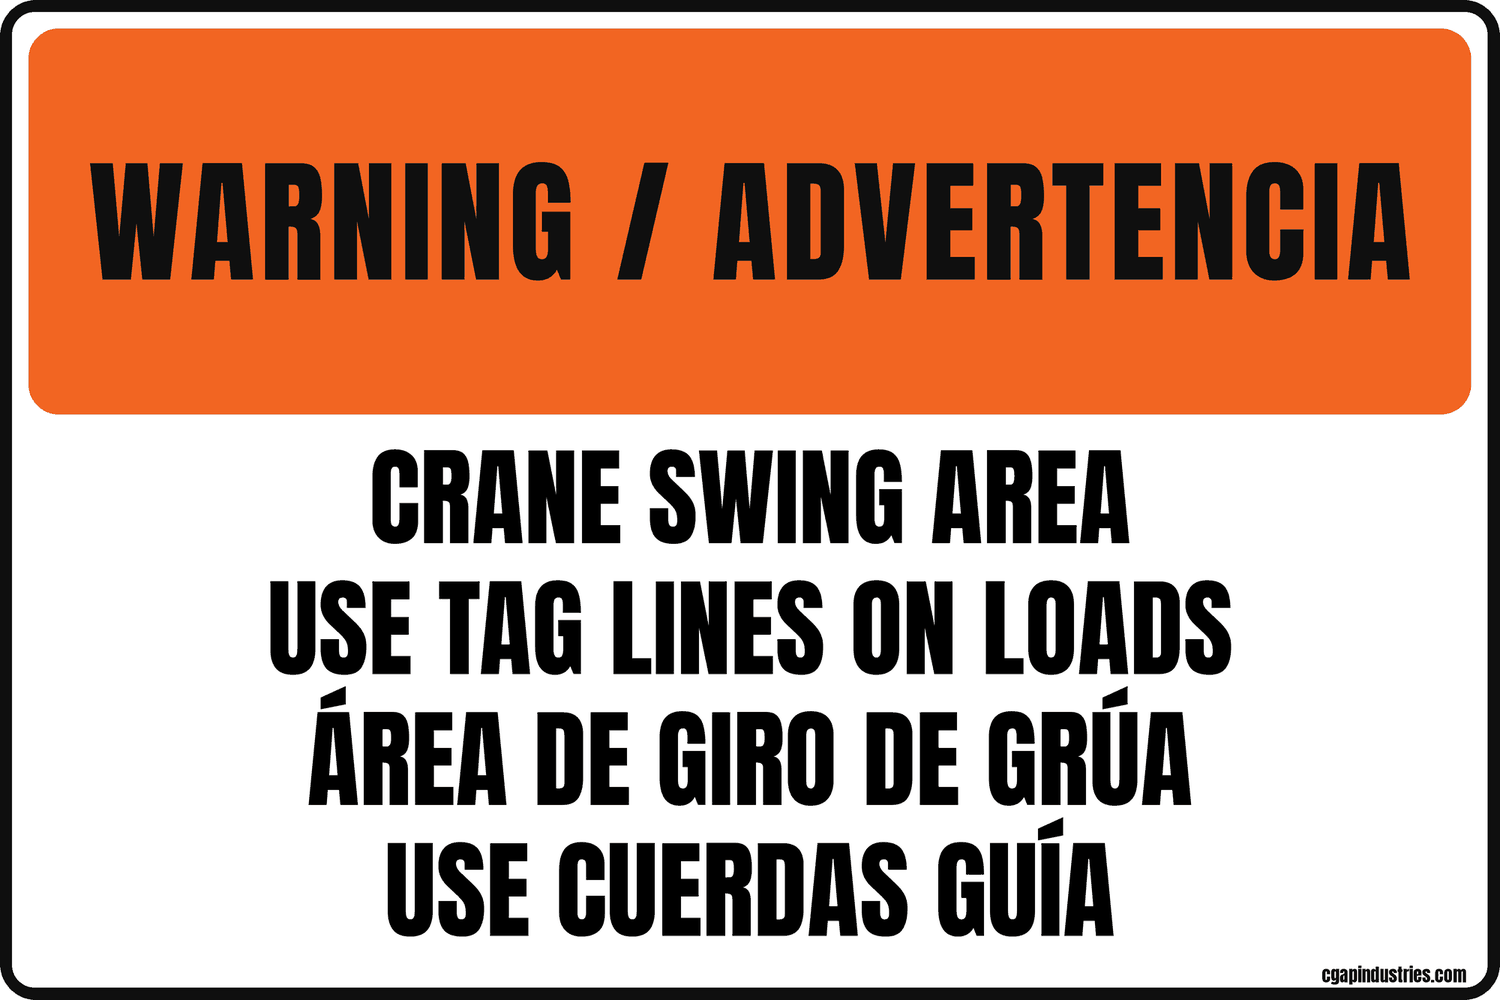 WARNING / ADVERTENCIA
CRANE SWING AREA
USE TAG LINES ON LOADS
ÁREA DE GIRO DE GRÚA
USE CUERDAS GUÍA
cgapindustries.com